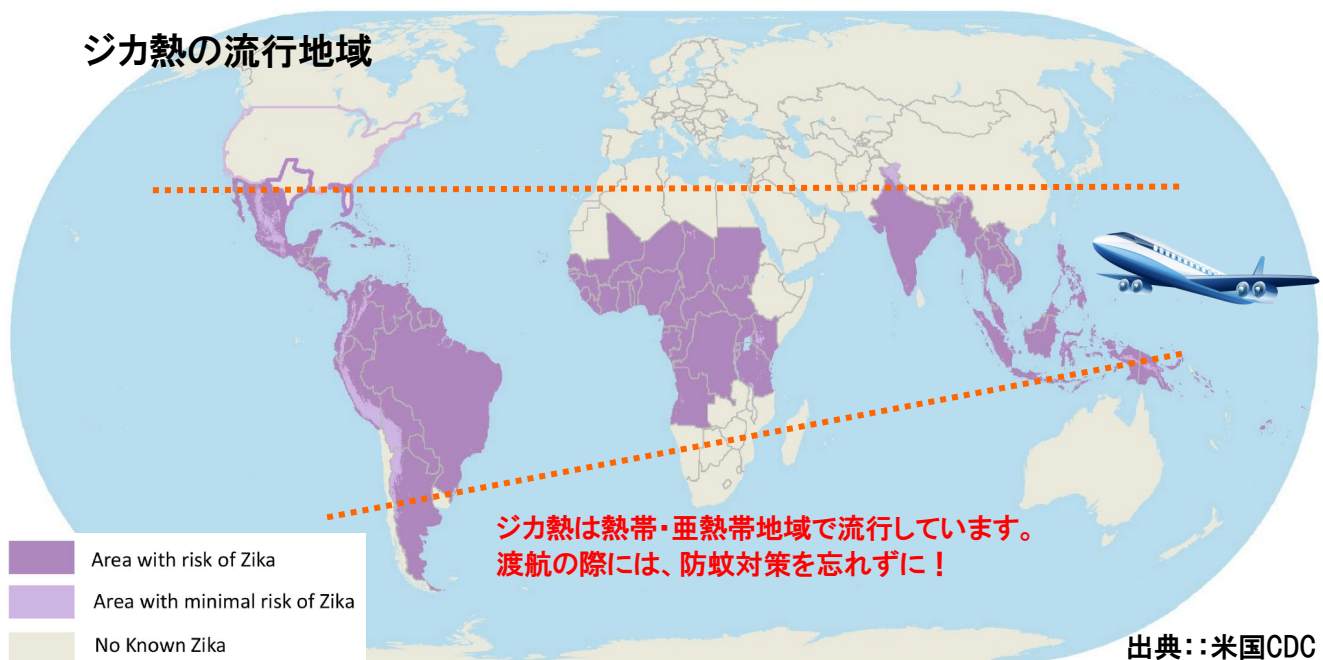 ジカ熱の流行地域
ジカ熱は熱帯・亜熱帯地域で流行しています。
渡航の際には、防蚊対策を忘れずに！
Area with risk of Zika
Area with minimal risk of Zika
No Known Zika
出典：：米国CDC